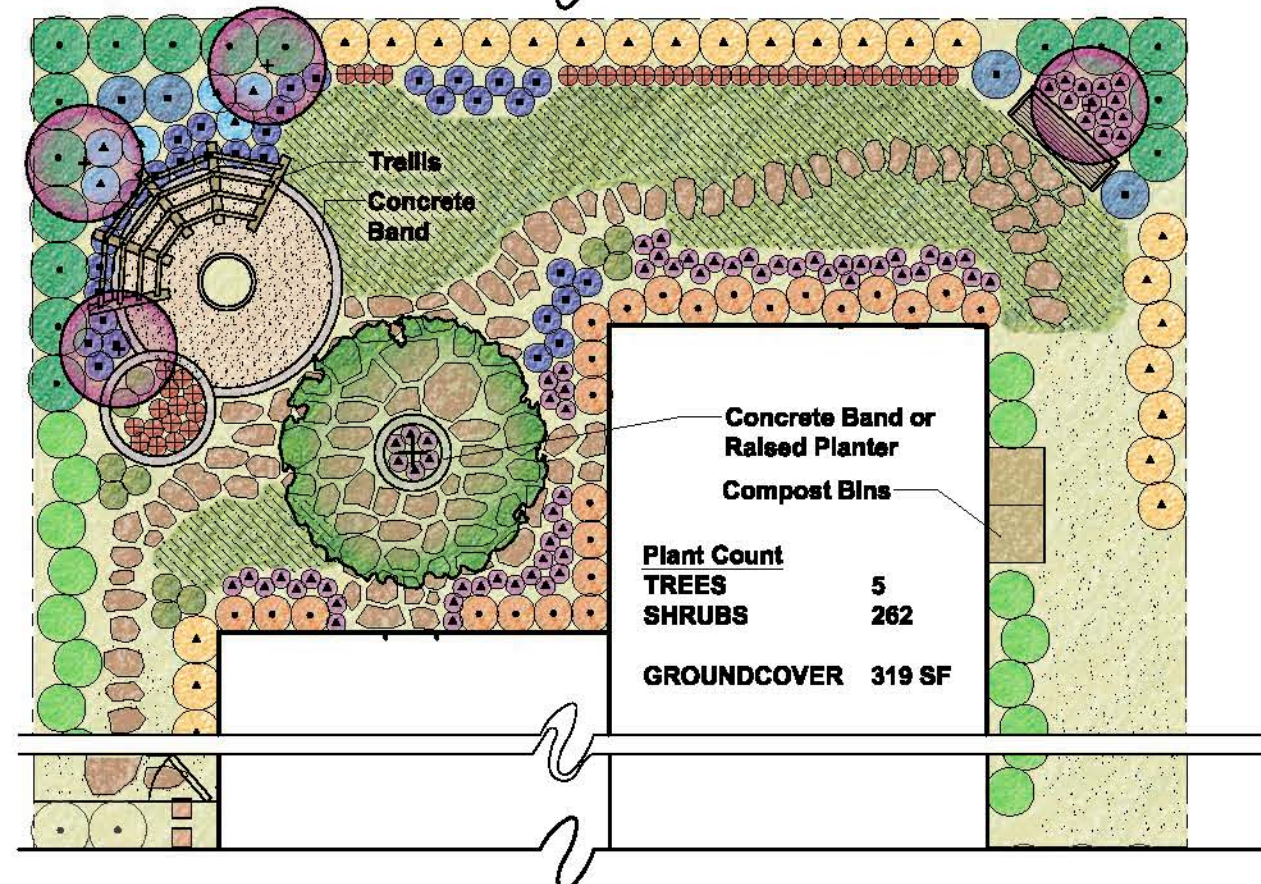 Trellis
Concrete
Band
Concrete Band or
Raised Planter
Compost Bins
Plant Count
TREES 5
SHRUBS 262
GROUNDCOVER 319 SF